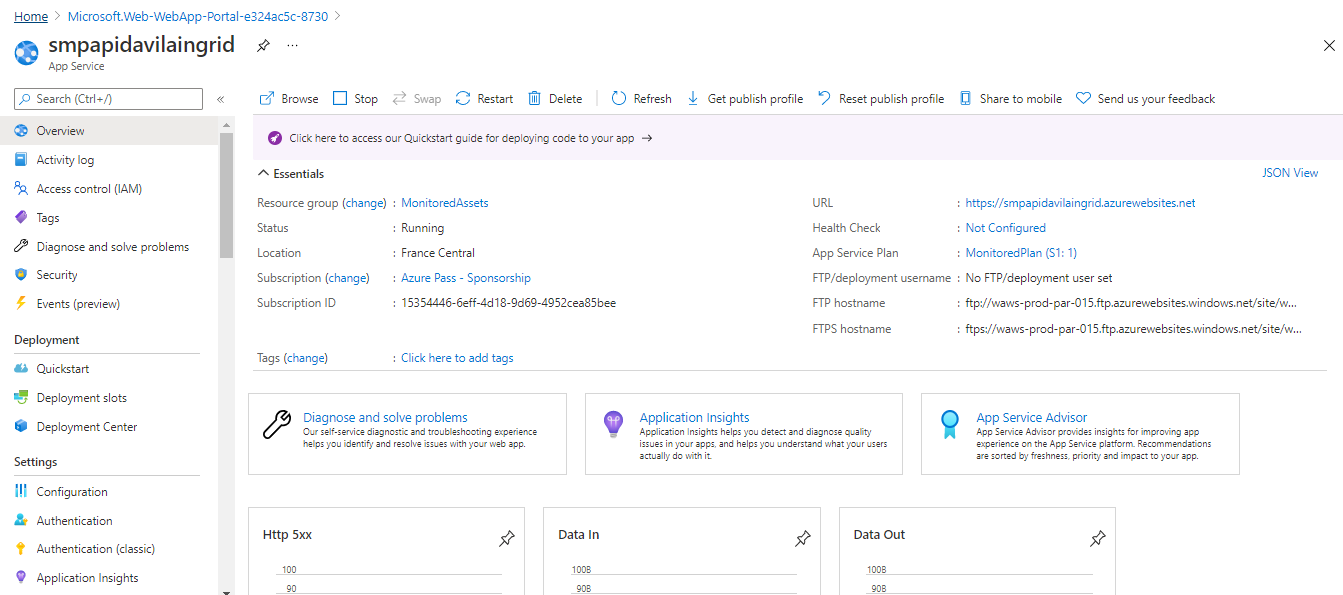 Home > Microsoft.Web-WebApp-Portal-e324ac5c-8730 >
smpapidavilaingrid
...
App Service
Search (Ctrl+/)
«
Overview
Activity log
Access control (IAM)
Tags
Diagnose and solve problems
Security
Events (preview)
Deployment
Quickstart
Deployment slots
Deployment Center
Settings
Configuration
Authentication
Authentication (classic)
Application Insights
Browse Stop Swap Restart Delete Refresh Get publish profile Reset publish profile Share to mobile Send us your feedback
Click here to access our Quickstart guide for deploying code to your app →
Essentials
JSON View
Resource group (change) : MonitoredAssets
Status : Running
Location : France Central
Subscription (change) : Azure Pass - Sponsorship
Subscription ID : 15354446-6eff-4d18-9d69-4952cea85bee
URL : https://smpapidavilaingrid.azurewebsites.net
Health Check : Not Configured
App Service Plan : MonitoredPlan (S1: 1)
FTP/deployment username : No FTP/deployment user set
FTP hostname : ftp://waws-prod-par-015.ftp.azurewebsites.windows.net/site/w...
FTPS hostname : ftps://waws-prod-par-015.ftp.azurewebsites.windows.net/site/w...
Tags (change) : Click here to add tags
Diagnose and solve problems
Our self-service diagnostic and troubleshooting experience
helps you identify and resolve issues with your web app.
Application Insights
Application Insights helps you detect and diagnose quality
issues in your apps, and helps you understand what your users
actually do with it.
App Service Advisor
App Service Advisor provides insights for improving app
experience on the App Service platform. Recommendations
are sorted by freshness, priority and impact to your app.
Http 5xx
100
90
Data In
100B
90B
Data Out
100B
90B